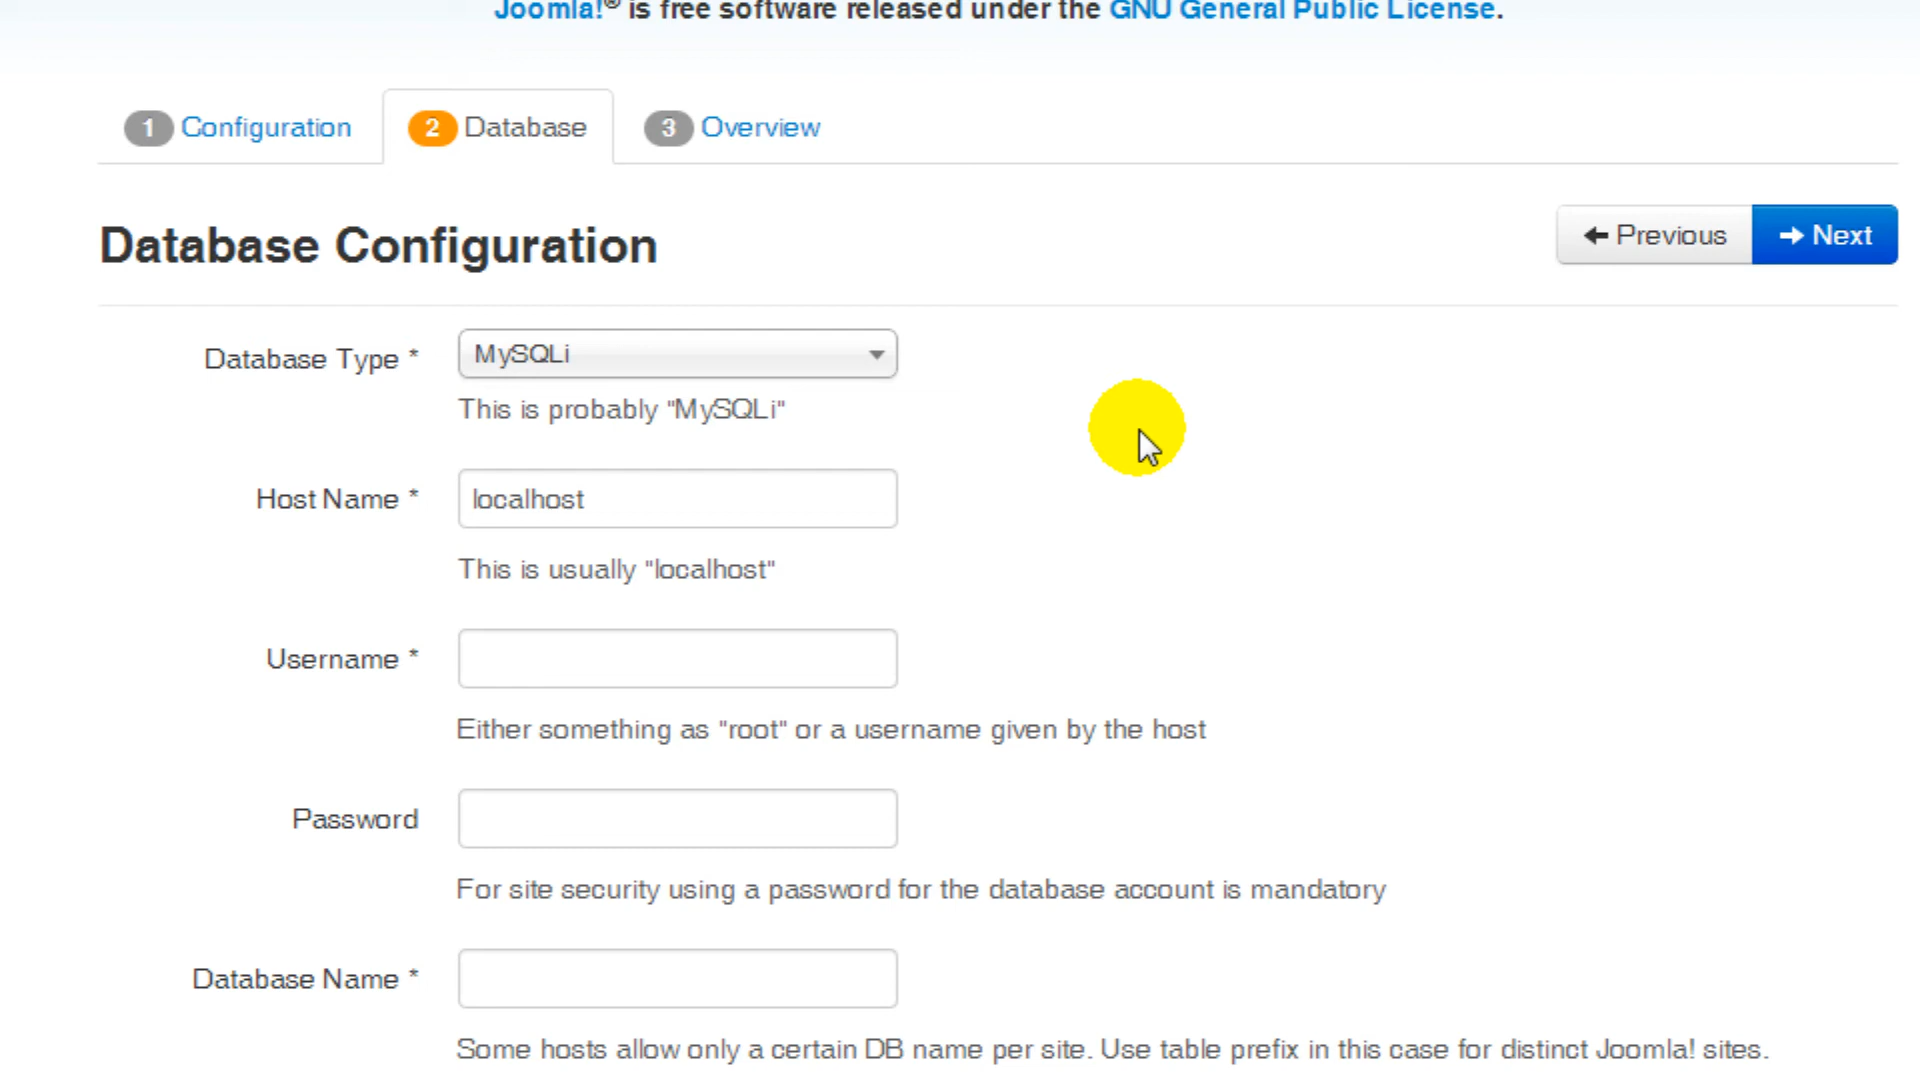 Joomla!® is free software released under the GNU General Public License.
1 Configuration 2 Database 3 Overview
Database Configuration
Previous Next
Database Type * MySQLi
This is probably "MySQLi"
Host Name * localhost
This is usually "localhost"
Username *
Either something as "root" or a username given by the host
Password
For site security using a password for the database account is mandatory
Database Name *
Some hosts allow only a certain DB name per site. Use table prefix in this case for distinct Joomla! sites.